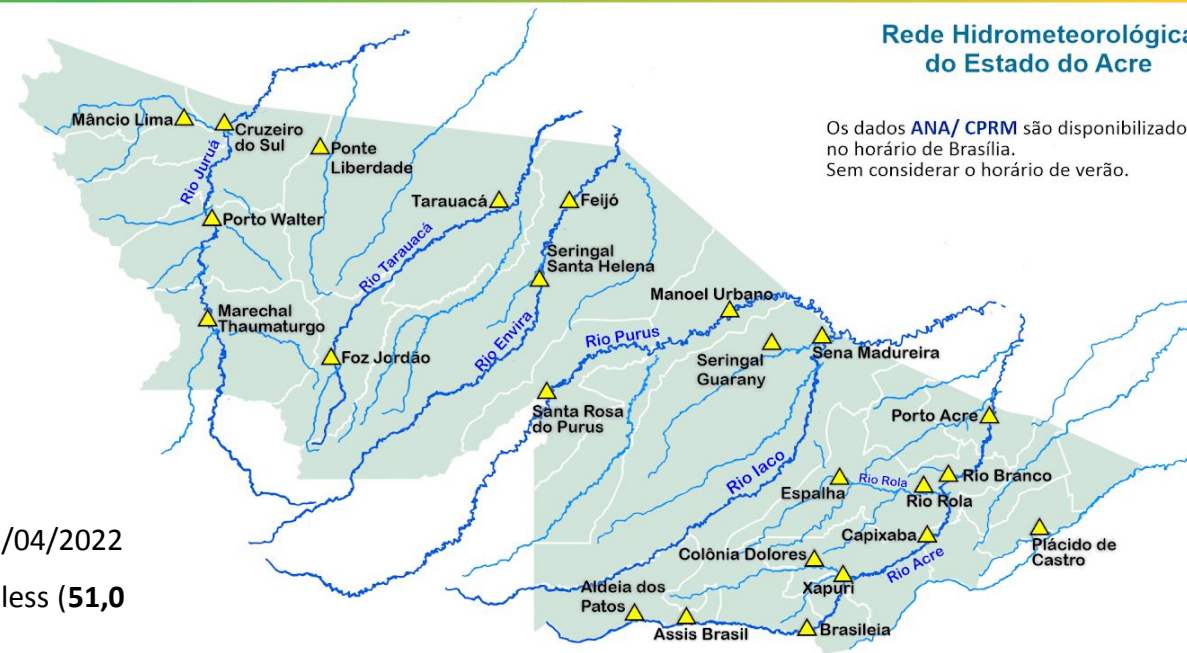 Rede Hidrometeorológica
do Estado do Acre
Os dados ANA/ CPRM são disponibilizado
no horário de Brasília.
Sem considerar o horário de verão.
Mâncio Lima
Cruzeiro
do Sul
Ponte
Liberdade
Rio Juruá
Porto Walter
Tarauacá
Feijó
Rio Tarauacá
Seringal
Santa Helena
Marechal
Thaumaturgo
Foz Jordão
Rio Envira
Manoel Urbano
Rio Purus
Seringal
Guarany
Sena Madureira
Santa Rosa
do Purus
Porto Acre
Rio Iaco
Espalha
Rio Rola
Rio Rola
Rio Branco
Capixaba
Plácido de
Castro
Colônia Dolores
Xapuri
Rio Acre
Aldeia dos
Patos
Assis Brasil
Brasileia
/04/2022
less (51,0